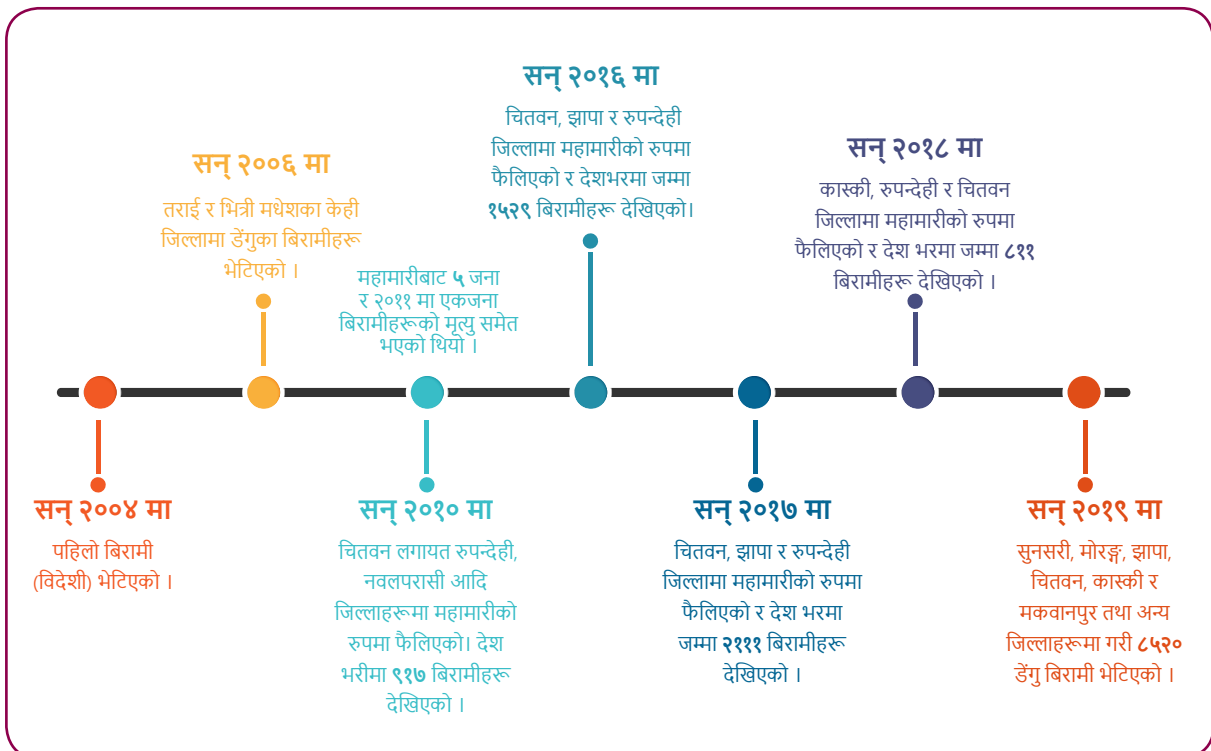 सन् २००४ मा
पहिलो बिरामी
(विदेशी) भेटिएको ।
सन् २००६ मा
तराई र भित्री मधेशका केही
जिल्लामा डेंगुका बिरामीहरू
भेटिएको ।
महामारीबाट ५ जना
र २०११ मा एकजना
बिरामीहरूको मृत्यु समेत
भएको थियो ।
सन् २०१० मा
चितवन लगायत रुपन्देही,
नवलपरासी आदि
जिल्लाहरूमा महामारीको
रुपमा फैलिएको। देश
भरीमा ९१७ बिरामीहरू
देखिएको ।
सन् २०१६ मा
चितवन, झापा र रुपन्देही
जिल्लामा महामारीको रुपमा
फैलिएको र देशभरमा जम्मा
१५२९ बिरामीहरू देखिएको।
सन् २०१७ मा
चितवन, झापा र रुपन्देही
जिल्लामा महामारीको रुपमा
फैलिएको र देश भरमा
जम्मा २१११ बिरामीहरू
देखिएको ।
सन् २०१८ मा
कास्की, रुपन्देही र चितवन
जिल्लामा महामारीको रुपमा
फैलिएको र देश भरमा जम्मा ८११
बिरामीहरू देखिएको ।
सन् २०१९ मा
सुनसरी, मोरङ्ग, झापा,
चितवन, कास्की र
मकवानपुर तथा अन्य
जिल्लाहरूमा गरी ८५२०
डेंगु बिरामी भेटिएको ।